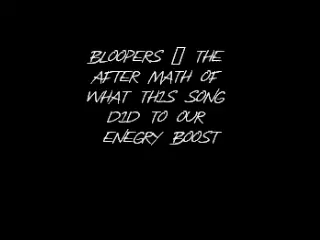 BLOOPERS ▯ THE
AFTER MATH OF
WHAT THIS SONG
DID TO OUR
ENEGRY BOOST